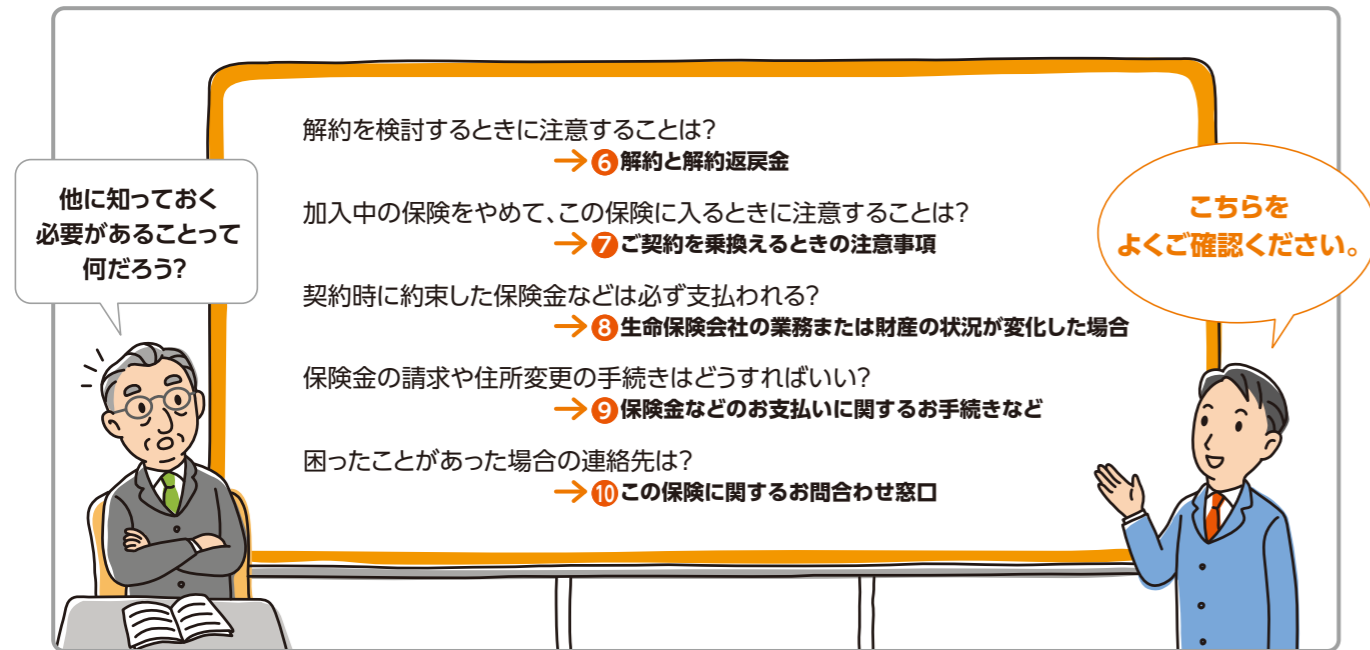 解約を検討するときに注意することは?
→❻解約と解約返戻金
加入中の保険をやめて、この保険に入るときに注意することは?
→❼ご契約を乗換えるときの注意事項
契約時に約束した保険金などは必ず支払われる?
→❽生命保険会社の業務または財産の状況が変化した場合
保険金の請求や住所変更の手続きはどうすればいい?
→❾保険金などのお支払いに関するお手続きなど
困ったことがあった場合の連絡先は?
→❿この保険に関するお問合わせ窓口
他に知っておく
必要があることって
何だろう?
こちらを
よくご確認ください。